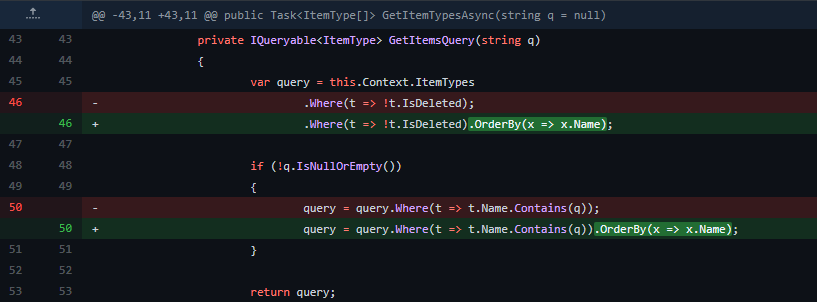 @@ -43,11 +43,11 @@ public Task<ItemType[]> GetItemTypesAsync(string q = null)
43 43 private IQueryable<ItemType> GetItemsQuery(string q)
44 44 {
45 45 var query = this.Context.ItemTypes
46 - .Where(t => !t.IsDeleted);
46 + .Where(t => !t.IsDeleted).OrderBy(x => x.Name);
47 47
48 48 if (!q.IsNullOrEmpty())
49 49 {
50 - query = query.Where(t => t.Name.Contains(q));
50 + query = query.Where(t => t.Name.Contains(q)).OrderBy(x => x.Name);
51 51 }
52 52
53 53 return query;